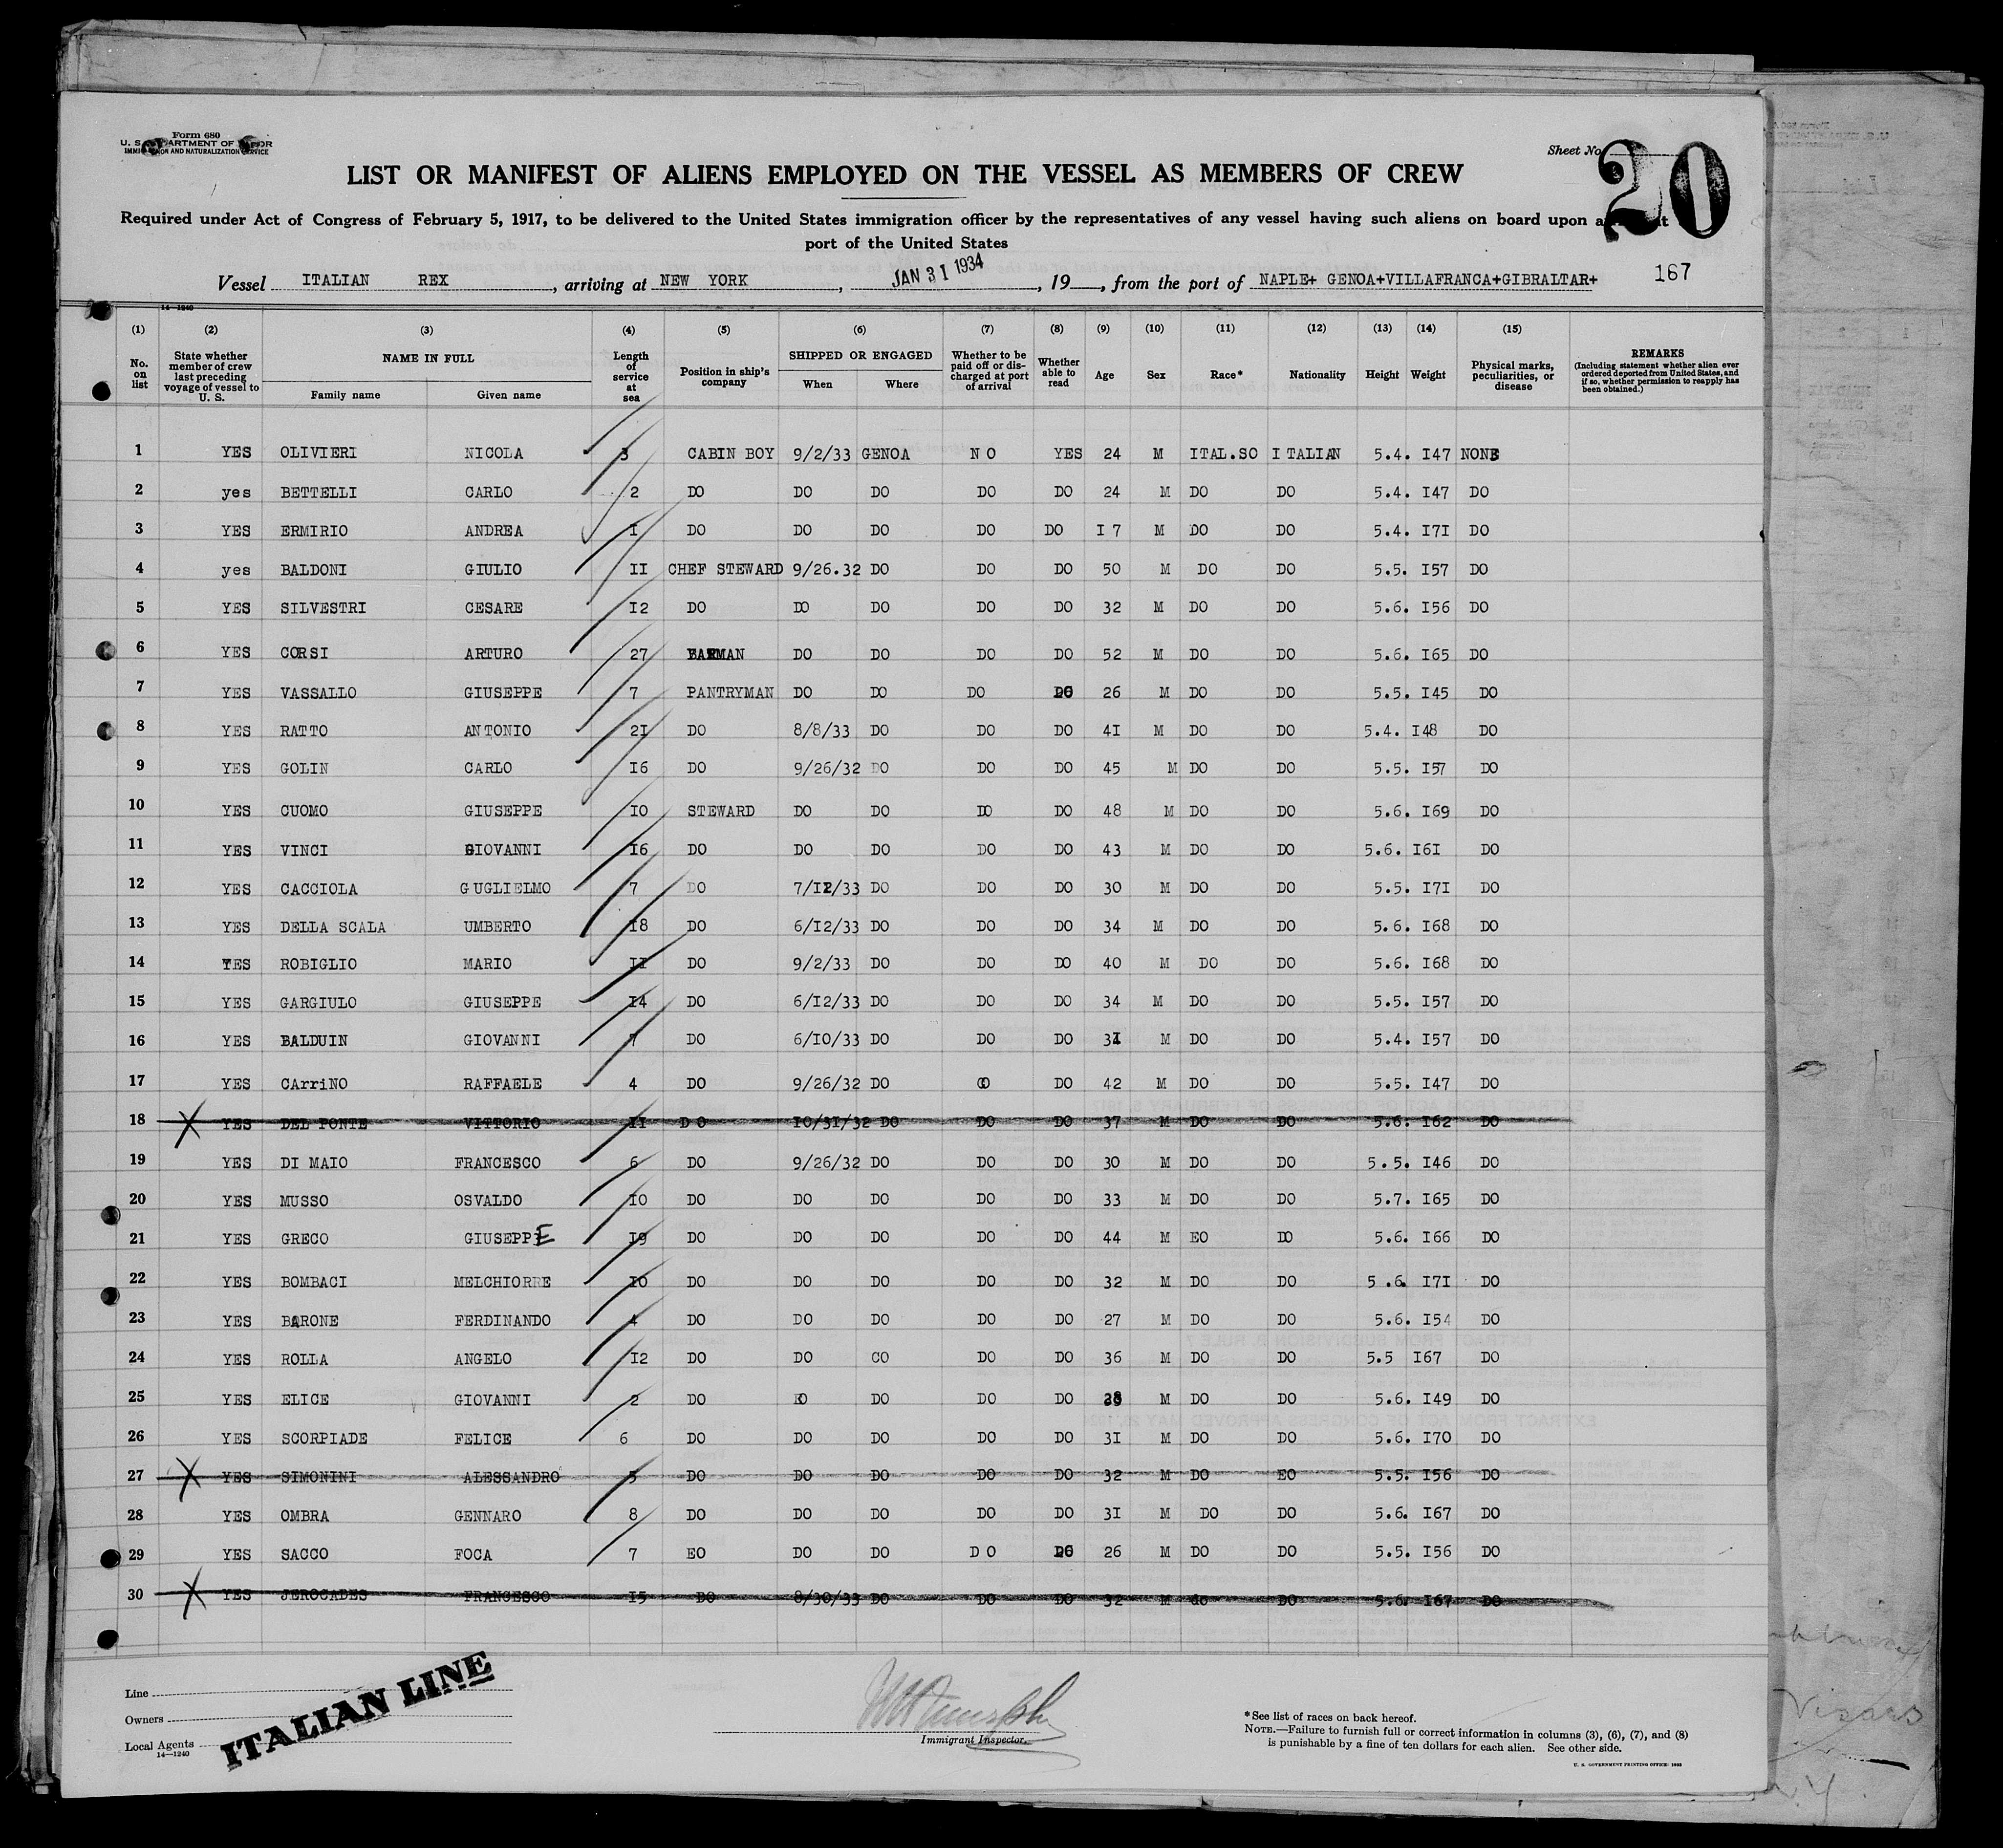 Form 680
U. S. DEPARTMENT OF LABOR
IMMIGRATION AND NATURALIZATION SERVICE
Sheet No. 20
LIST OR MANIFEST OF ALIENS EMPLOYED ON THE VESSEL AS MEMBERS OF CREW
Required under Act of Congress of February 5, 1917, to be delivered to the United States immigration officer by the representatives of any vessel having such aliens on board upon at
port of the United States
Vessel ITALIAN REX, arriving at NEW YORK, JAN 31 1934, 19, from the port of NAPLE+ GENOA+VILLAFRANCA+GIBRALTAR+ 167
14-1240
(1) (2) (3) (4) (5) (6) (7) (8) (9) (10) (11) (12) (13) (14) (15)
No. on list State whether member of crew last preceding voyage of vessel to U. S. NAME IN FULL Family name Given name Length of service at sea Position in ship's company SHIPPED OR ENGAGED When Where Whether to be paid off or discharged at port of arrival Whether able to read Age Sex Race* Nationality Height Weight Physical marks, peculiarities, or disease REMARKS (Including statement whether alien ever ordered deported from United States, and if so, whether permission to reapply has been obtained.)
1 YES OLIVIERI NICOLA 3 CABIN BOY 9/2/33 GENOA N O YES 24 M ITAL.SO I TALIAN 5.4. I47 NONE
2 yes BETTELLI CARLO 2 DO DO DO DO DO 24 M DO DO 5.4. I47 DO
3 YES ERMIRIO ANDREA I DO DO DO DO DO I 7 M DO DO 5.4. I7I DO
4 yes BALDONI GIULIO II CHEF STEWARD 9/26.32 DO DO DO 50 M DO DO 5.5. I57 DO
5 YES SILVESTRI CESARE I2 DO DO DO DO DO 32 M DO DO 5.6. I56 DO
6 YES CORSI ARTURO 27 BARMAN DO DO DO DO 52 M DO DO 5.6. I65 DO
7 YES VASSALLO GIUSEPPE 7 PANTRYMAN DO DO DO DO 26 M DO DO 5.5. I45 DO
8 YES RATTO ANTONIO 2I DO 8/8/33 DO DO DO 4I M DO DO 5.4. I48 DO
9 YES GOLIN CARLO I6 DO 9/26/32 DO DO DO 45 M DO DO 5.5. I57 DO
10 YES CUOMO GIUSEPPE IO STEWARD DO DO DO DO 48 M DO DO 5.6. I69 DO
11 YES VINCI GIOVANNI I6 DO DO DO DO DO 43 M DO DO 5.6. I6I DO
12 YES CACCIOLA GUGLIELMO 7 DO 7/I2/33 DO DO DO 30 M DO DO 5.5. I7I DO
13 YES DELLA SCALA UMBERTO I8 DO 6/I2/33 DO DO DO 34 M DO DO 5.6. I68 DO
14 YES ROBIGLIO MARIO II DO 9/2/33 DO DO DO 40 M DO DO 5.6. I68 DO
15 YES GARGIULO GIUSEPPE I4 DO 6/I2/33 DO DO DO 34 M DO DO 5.5. I57 DO
16 YES BALDUIN GIOVANNI 7 DO 6/IO/33 DO DO DO 3I M DO DO 5.4. I57 DO
17 YES CArriNO RAFFAELE 4 DO 9/26/32 DO DO DO 42 M DO DO 5.5. I47 DO
18 X YES DEL PONTE VITTORIO II D O IO/3I/32 DO DO DO 37 M DO DO 5.6. I62 DO
19 YES DI MAIO FRANCESCO 6 DO 9/26/32 DO DO DO 30 M DO DO 5.5. I46 DO
20 YES MUSSO OSVALDO IO DO DO DO DO DO 33 M DO DO 5.7. I65 DO
21 YES GRECO GIUSEPPE I9 DO DO DO DO DO 44 M EO DO 5.6. I66 DO
22 YES BOMBACI MELCHIORRE IO DO DO DO DO DO 32 M DO DO 5 .6. I7I DO
23 YES BARONE FERDINANDO 4 DO DO DO DO DO 27 M DO DO 5.6. I54 DO
24 YES ROLLA ANGELO I2 DO DO CO DO DO 36 M DO DO 5.5 I67 DO
25 YES ELICE GIOVANNI 2 DO DO DO DO M DO DO 5.6. I49 DO
26 YES SCORPIADE FELICE 6 DO DO DO DO DO 3I M DO DO 5.6. I70 DO
27 X YES SIMONINI ALESSANDRO 5 DO DO DO DO DO 32 M DO EO 5.5. I56 DO
28 YES OMBRA GENNARO 8 DO DO DO DO DO 3I M DO DO 5.6. I67 DO
29 YES SACCO FOCA 7 EO DO DO D O DO 26 M DO DO 5.5. I56 DO
30 X YES JEROCADES FRANCESCO I5 DO 8/30/33 DO DO DO 32 M do DO 5.6. I67 DO
Line
Owners
Local Agents
14-1240
ITALIAN LINE
Immigrant Inspector.
*See list of races on back hereof.
NOTE.—Failure to furnish full or correct information in columns (3), (6), (7), and (8)
is punishable by a fine of ten dollars for each alien. See other side.
U. S. GOVERNMENT PRINTING OFFICE: 1932